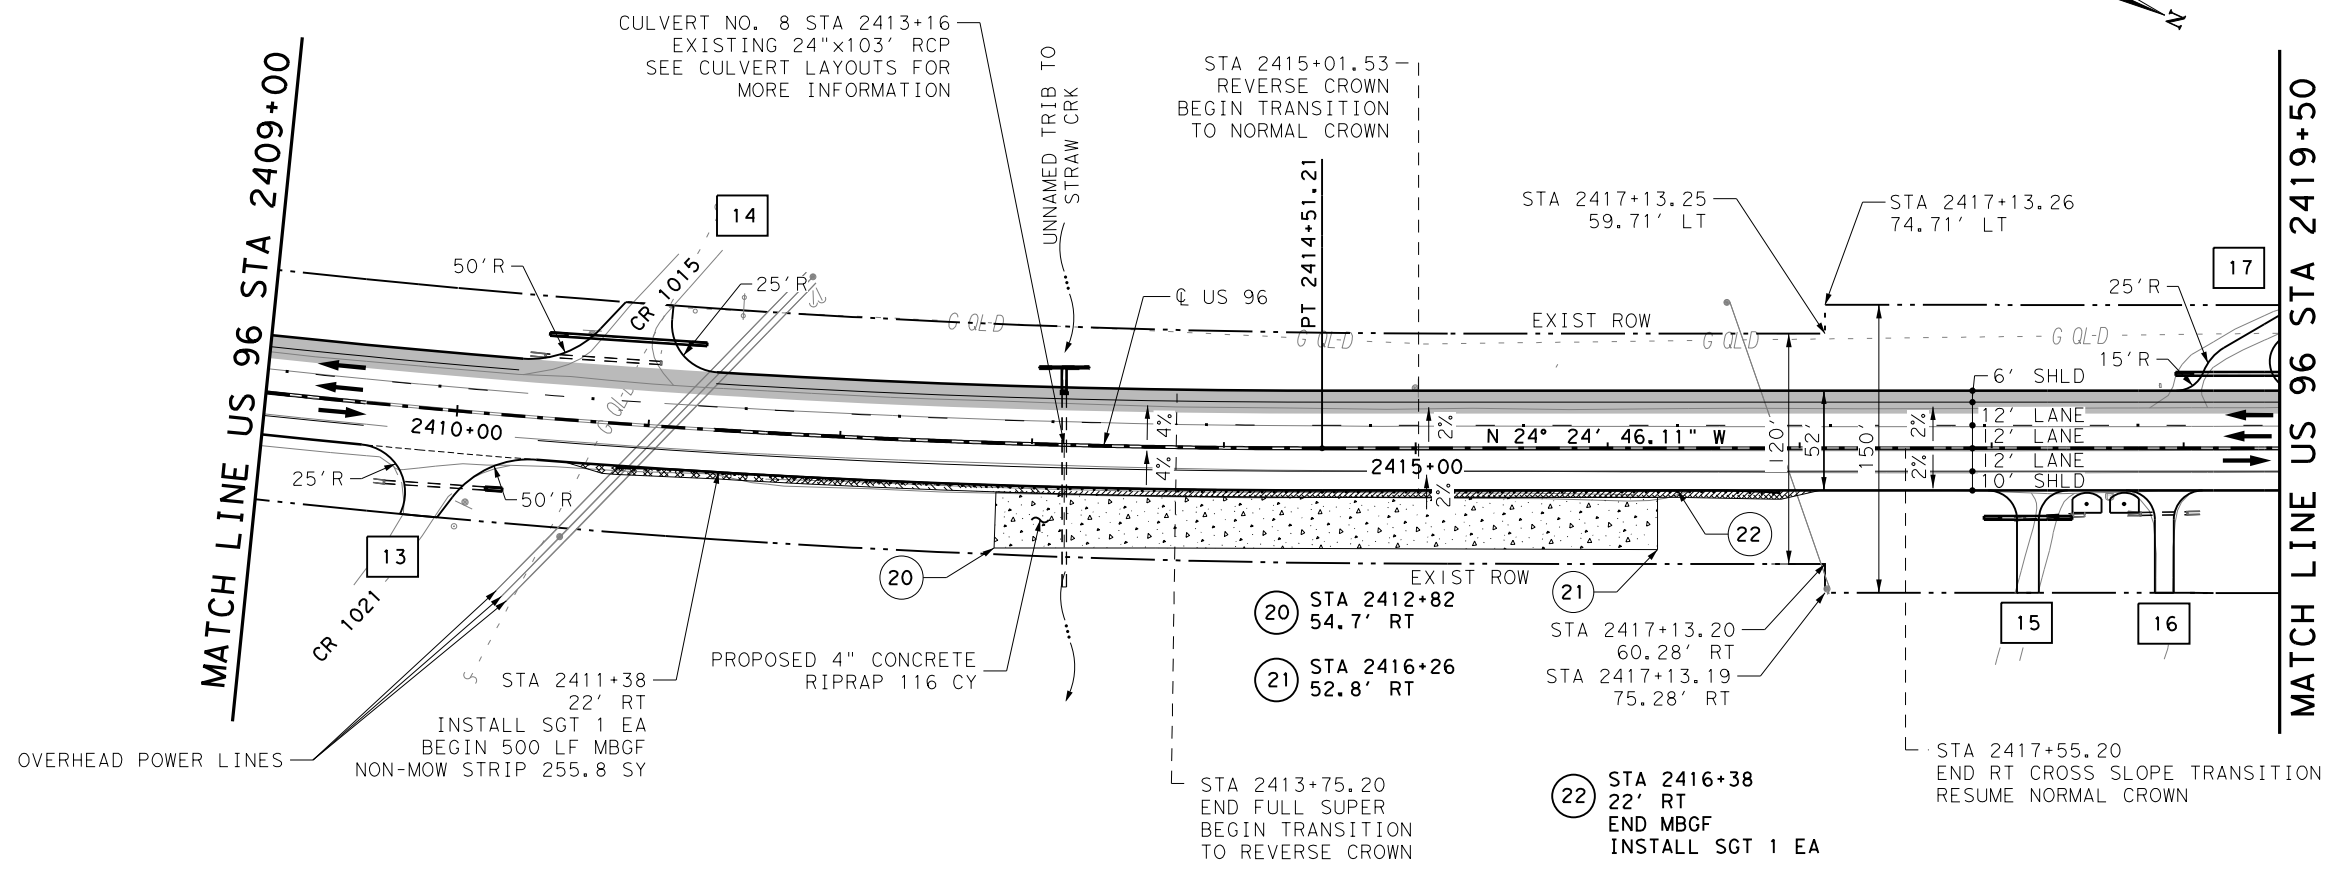 CULVERT NO. 8 STA 2413+16
EXISTING 24"x103' RCP
SEE CULVERT LAYOUTS FOR
MORE INFORMATION
UNNAMED TRIB TO
STRAW CRK
STA 2415+01.53
REVERSE CROWN
BEGIN TRANSITION
TO NORMAL CROWN
N
MATCH LINE US 96 STA 2409+00
MATCH LINE US 96 STA 2419+50
14
PT 2414+51.21
STA 2417+13.25
59.71' LT
STA 2417+13.26
74.71' LT
17
50'R
CR 1015
25'R
℄ US 96
25'R
G QL-D
EXIST ROW
G QL-D
G QL-D
G QL-D
15'R
6' SHLD
G QL-D
2410+00
4%
4%
2%
2%
N 24° 24' 46.11" W
2415+00
120'
52'
150'
2%
2%
12' LANE
12' LANE
12' LANE
10' SHLD
25'R
50'R
13
CR 1021
20
22
EXIST ROW
21
20
STA 2412+82
54.7' RT
21
STA 2416+26
52.8' RT
STA 2417+13.20
60.28' RT
STA 2417+13.19
75.28' RT
15
16
PROPOSED 4" CONCRETE
RIPRAP 116 CY
STA 2411+38
22' RT
INSTALL SGT 1 EA
BEGIN 500 LF MBGF
NON-MOW STRIP 255.8 SY
OVERHEAD POWER LINES
STA 2413+75.20
END FULL SUPER
BEGIN TRANSITION
TO REVERSE CROWN
22
STA 2416+38
22' RT
END MBGF
INSTALL SGT 1 EA
STA 2417+55.20
END RT CROSS SLOPE TRANSITION
RESUME NORMAL CROWN